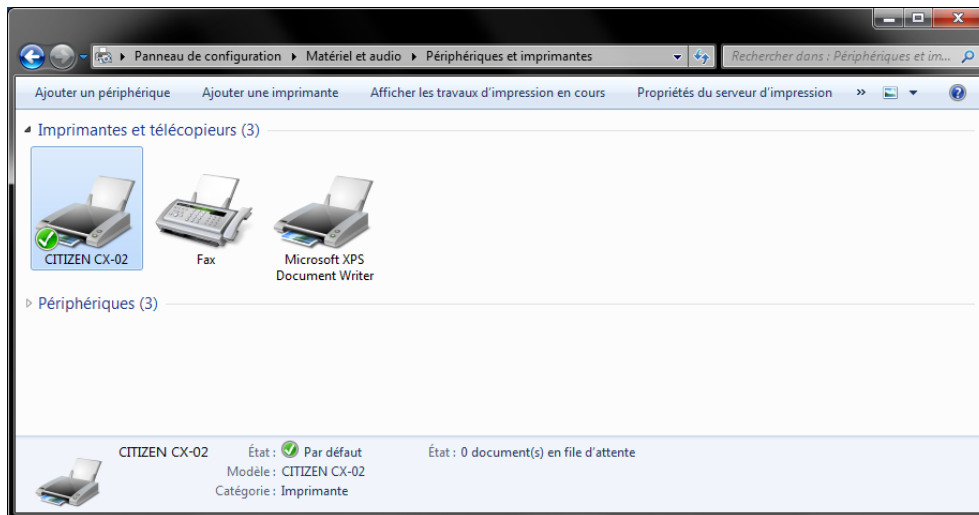 Panneau de configuration Matériel et audio Périphériques et imprimantes Rechercher dans : Périphériques et im...
Ajouter un périphérique Ajouter une imprimante Afficher les travaux d'impression en cours Propriétés du serveur d'impression »
Imprimantes et télécopieurs (3)
CITIZEN CX-02
Fax
Microsoft XPS
Document Writer
Périphériques (3)
CITIZEN CX-02 État : Par défaut État : 0 document(s) en file d'attente
Modèle : CITIZEN CX-02
Catégorie : Imprimante